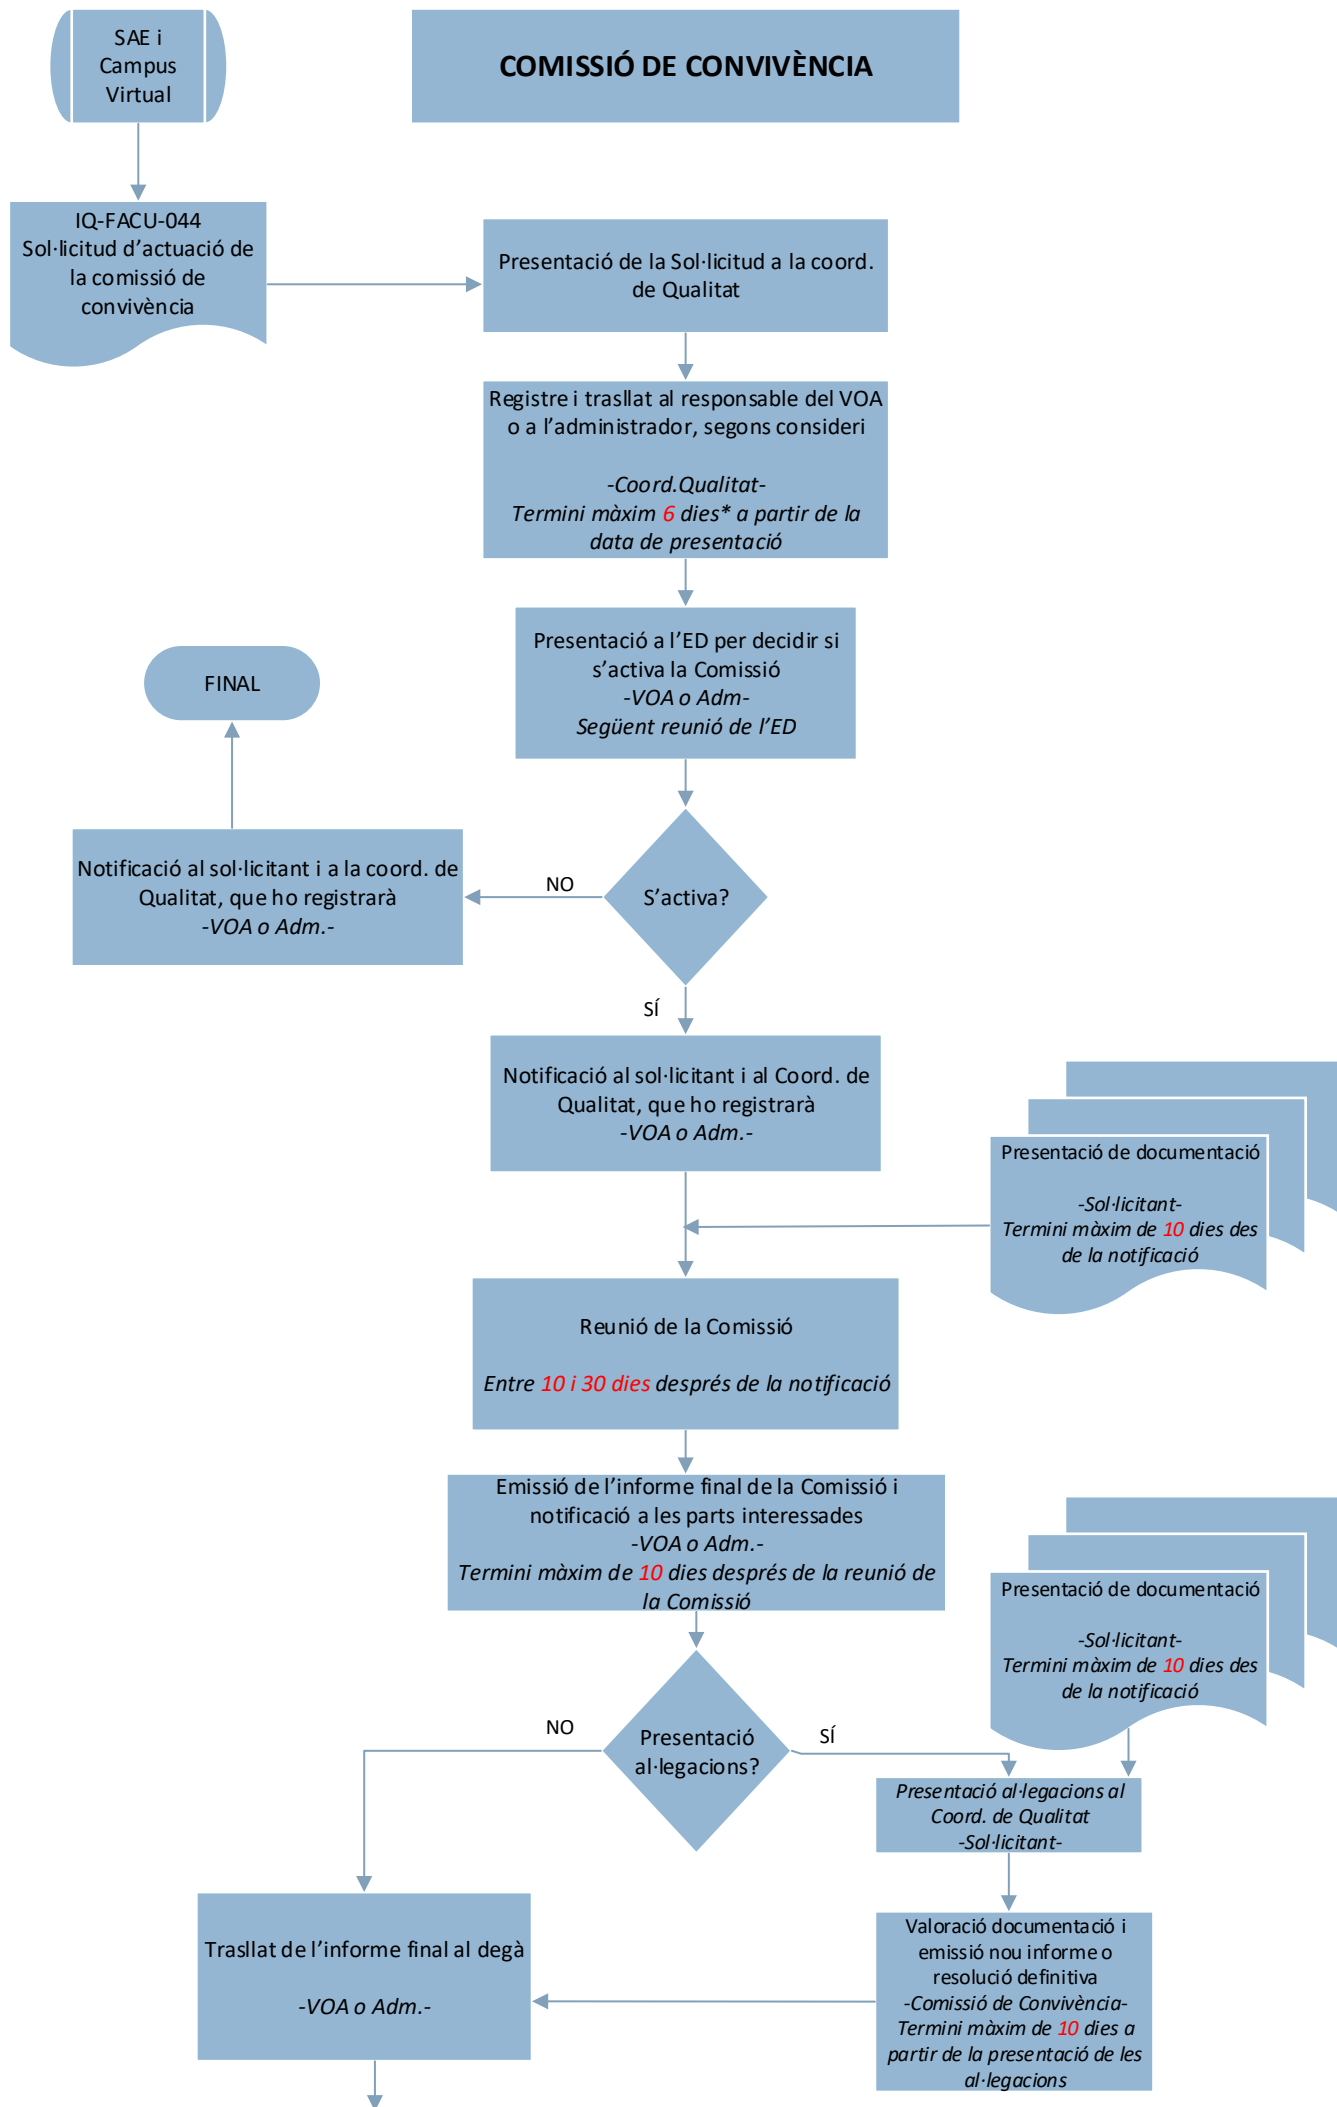 SAE i
Campus
Virtual
COMISSIÓ DE CONVIVÈNCIA
IQ-FACU-044
Sol·licitud d’actuació de
la comissió de
convivència
Presentació de la Sol·licitud a la coord.
de Qualitat
Registre i trasllat al responsable del VOA
o a l’administrador, segons consideri
-Coord.Qualitat-
Termini màxim 6 dies* a partir de la
data de presentació
Presentació a l’ED per decidir si
s’activa la Comissió
-VOA o Adm-
Següent reunió de l’ED
FINAL
Notificació al sol·licitant i a la coord. de
Qualitat, que ho registrarà
-VOA o Adm.-
NO
S’activa?
SÍ
Notificació al sol·licitant i al Coord. de
Qualitat, que ho registrarà
-VOA o Adm.-
Presentació de documentació
-Sol·licitant-
Termini màxim de 10 dies des
de la notificació
Reunió de la Comissió
Entre 10 i 30 dies després de la notificació
Emissió de l’informe final de la Comissió i
notificació a les parts interessades
-VOA o Adm.-
Termini màxim de 10 dies després de la reunió de
la Comissió
Presentació de documentació
-Sol·licitant-
Termini màxim de 10 dies des
de la notificació
NO
Presentació
al·legacions?
SÍ
Presentació al·legacions al
Coord. de Qualitat
-Sol·licitant-
Trasllat de l’informe final al degà
-VOA o Adm.-
Valoració documentació i
emissió nou informe o
resolució definitiva
-Comissió de Convivència-
Termini màxim de 10 dies a
partir de la presentació de les
al·legacions